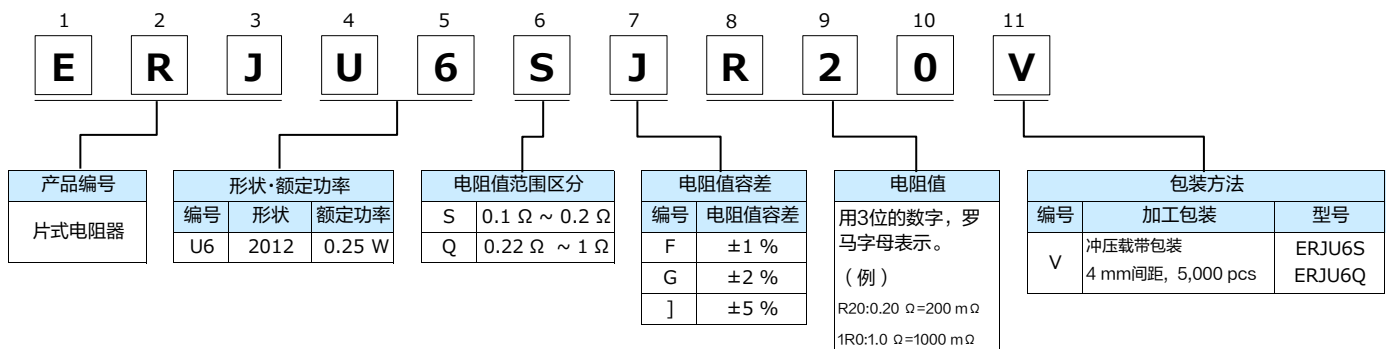 1 2 3 4 5 6 7 8 9 10 11
E R J U 6 S J R 2 0 V
产品编号
片式电阻器
形状·额定功率
编号 形状 额定功率
U6 2012 0.25 W
电阻值范围区分
S 0.1 Ω ~ 0.2 Ω
Q 0.22 Ω ~ 1 Ω
电阻值容差
编号 电阻值容差
F ±1 %
G ±2 %
] ±5 %
电阻值
用3位的数字，罗
马字母表示。
（例）
R20:0.20 Ω=200 mΩ
1R0:1.0 Ω=1000 mΩ
包装方法
编号 加工包装 型号
V
冲压载带包装
4 mm间距，5,000 pcs
ERJU6S
ERJU6Q